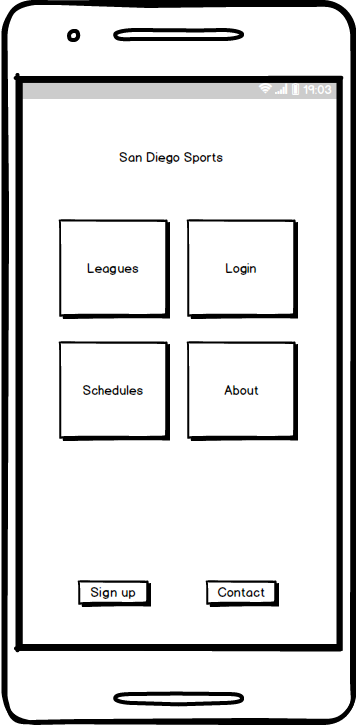 19:03
San Diego Sports
Leagues Login
Schedules About
Sign up Contact